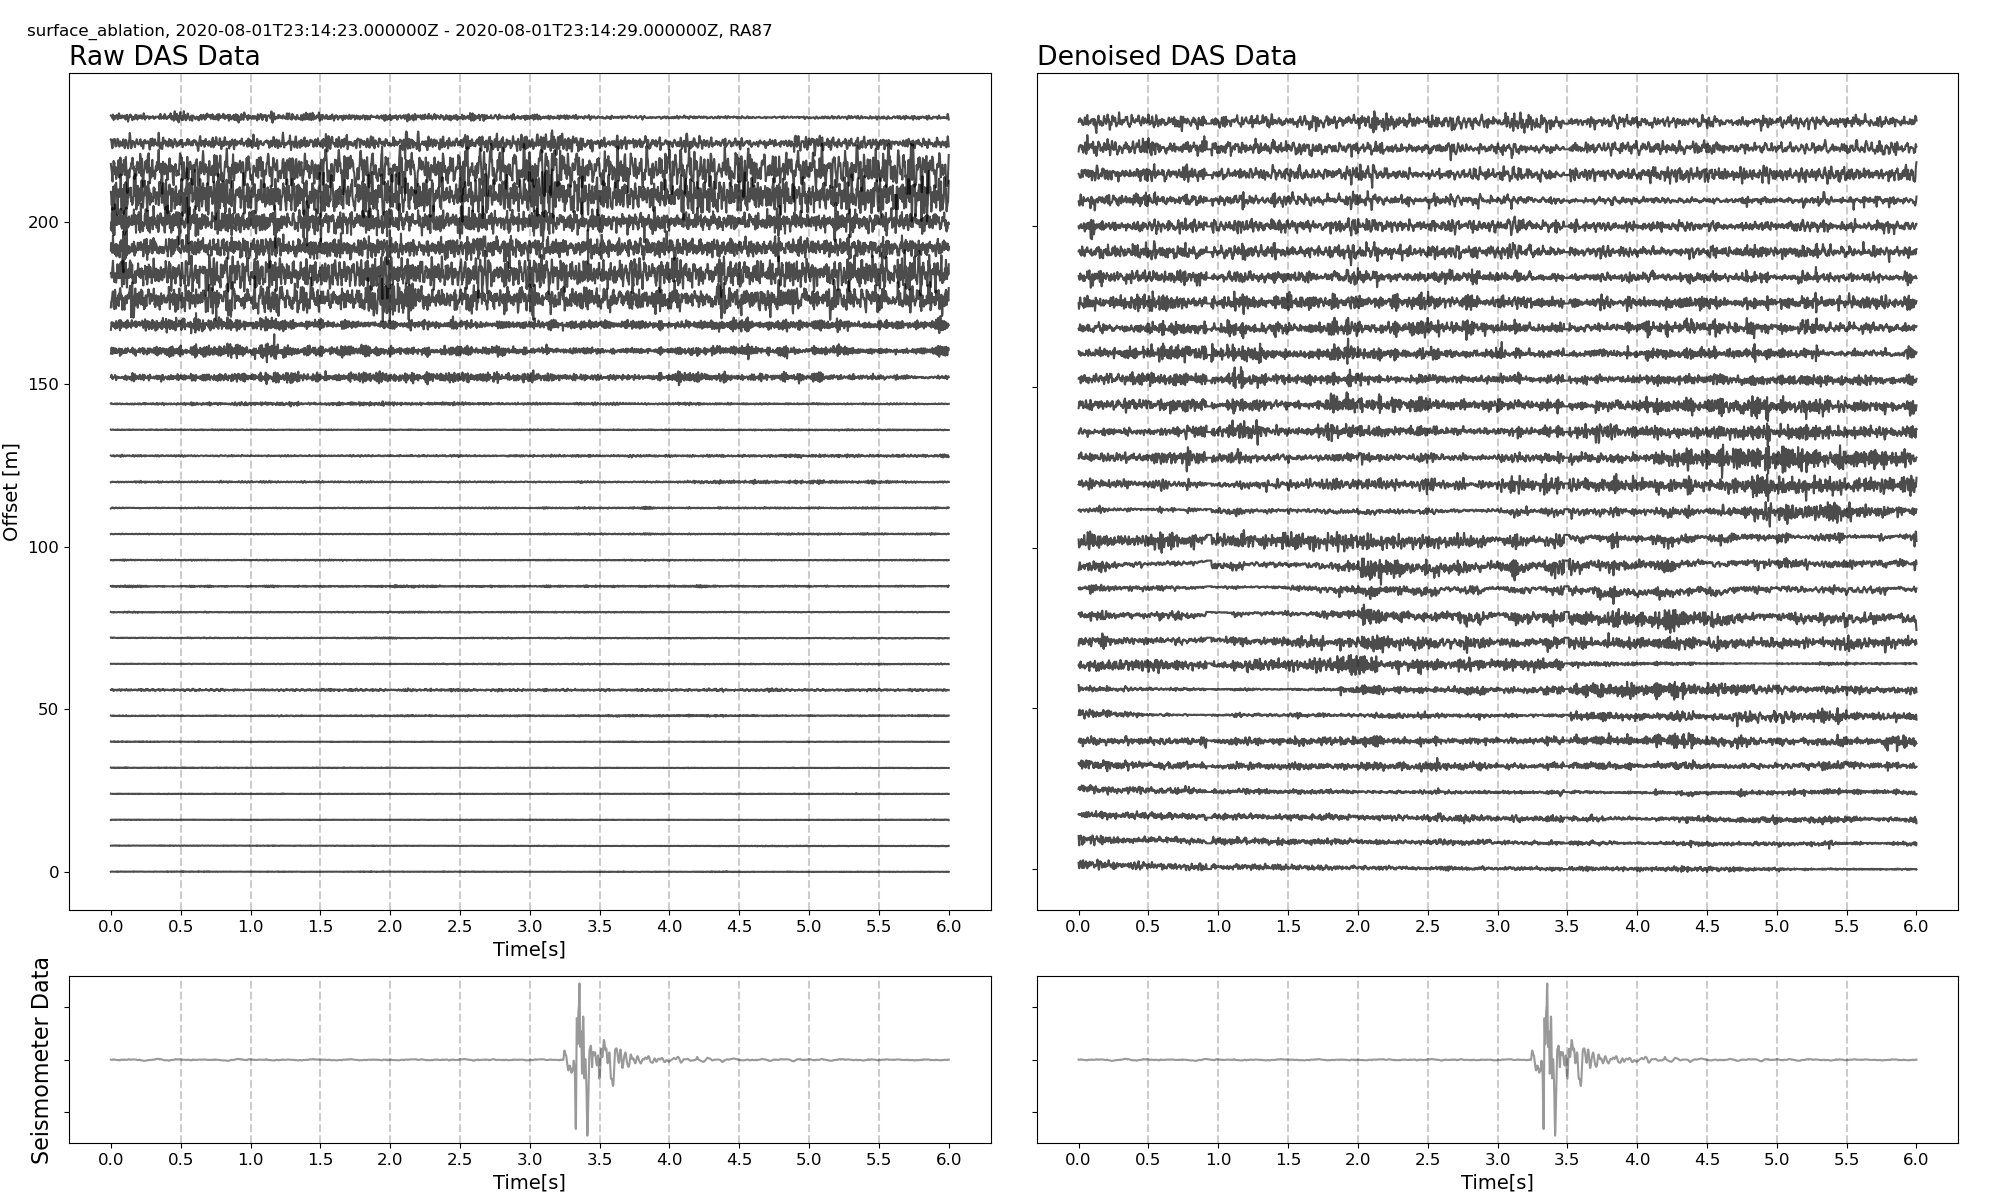 surface_ablation, 2020-08-01T23:14:23.000000Z - 2020-08-01T23:14:29.000000Z, RA87
Raw DAS Data
Denoised DAS Data
Offset [m]
200
150
100
50
0
0.0 0.5 1.0 1.5 2.0 2.5 3.0 3.5 4.0 4.5 5.0 5.5 6.0
Time[s]
0.0 0.5 1.0 1.5 2.0 2.5 3.0 3.5 4.0 4.5 5.0 5.5 6.0
Seismometer Data
0.0 0.5 1.0 1.5 2.0 2.5 3.0 3.5 4.0 4.5 5.0 5.5 6.0
Time[s]
0.0 0.5 1.0 1.5 2.0 2.5 3.0 3.5 4.0 4.5 5.0 5.5 6.0
Time[s]